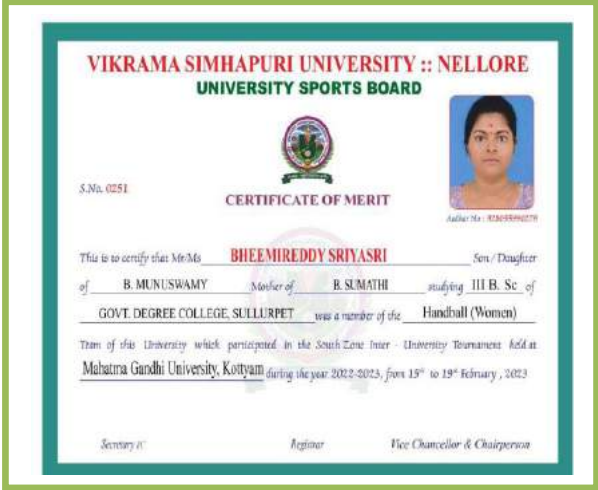 VIKRAMA SIMHAPURI UNIVERSITY :: NELLORE
UNIVERSITY SPORTS BOARD
S.No. 0251
CERTIFICATE OF MERIT
This is to certify that Mr/Ms BHEEMIREDDY SRIYASRI Son / Daughter
of B. MUNUSWAMY Mother of B. SUMATHI studying III B. Sc of
GOVT. DEGREE COLLEGE, SULLURPET was a member of the Handball (Women)
Team of this University which participated in the South Zone Inter - University Tournament held at
Mahatma Gandhi University, Kottyam during the year 2022-2023, from 15th to 19th February , 2023
Secretary Registrar Vice Chancellor & Chairperson